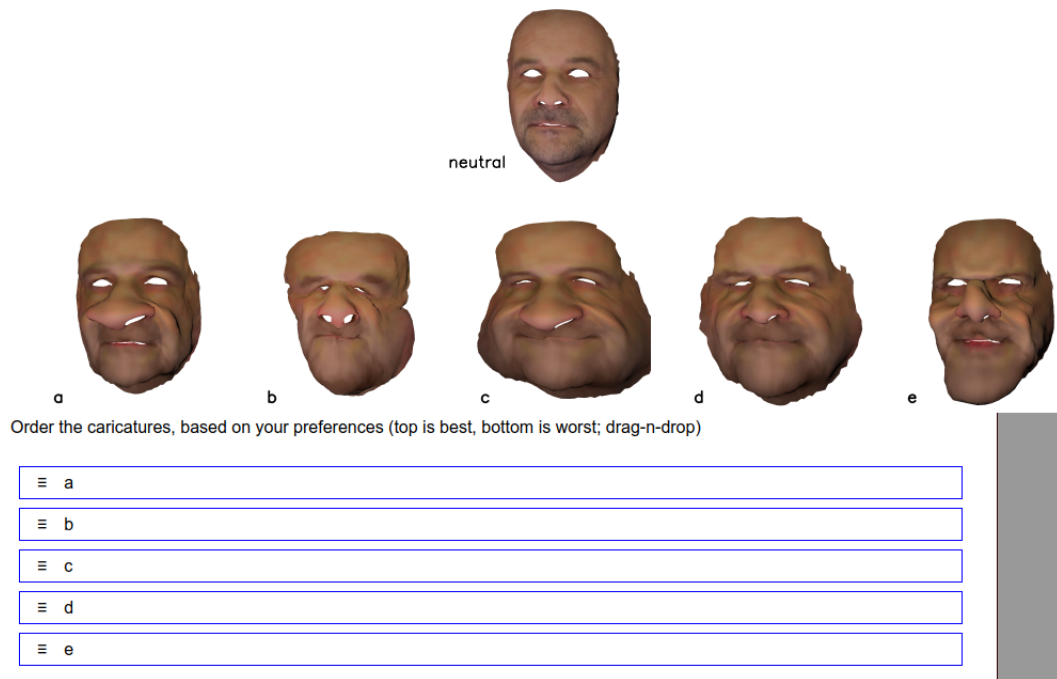 neutral
a b c d e
Order the caricatures, based on your preferences (top is best, bottom is worst; drag-n-drop)
a
b
c
d
e